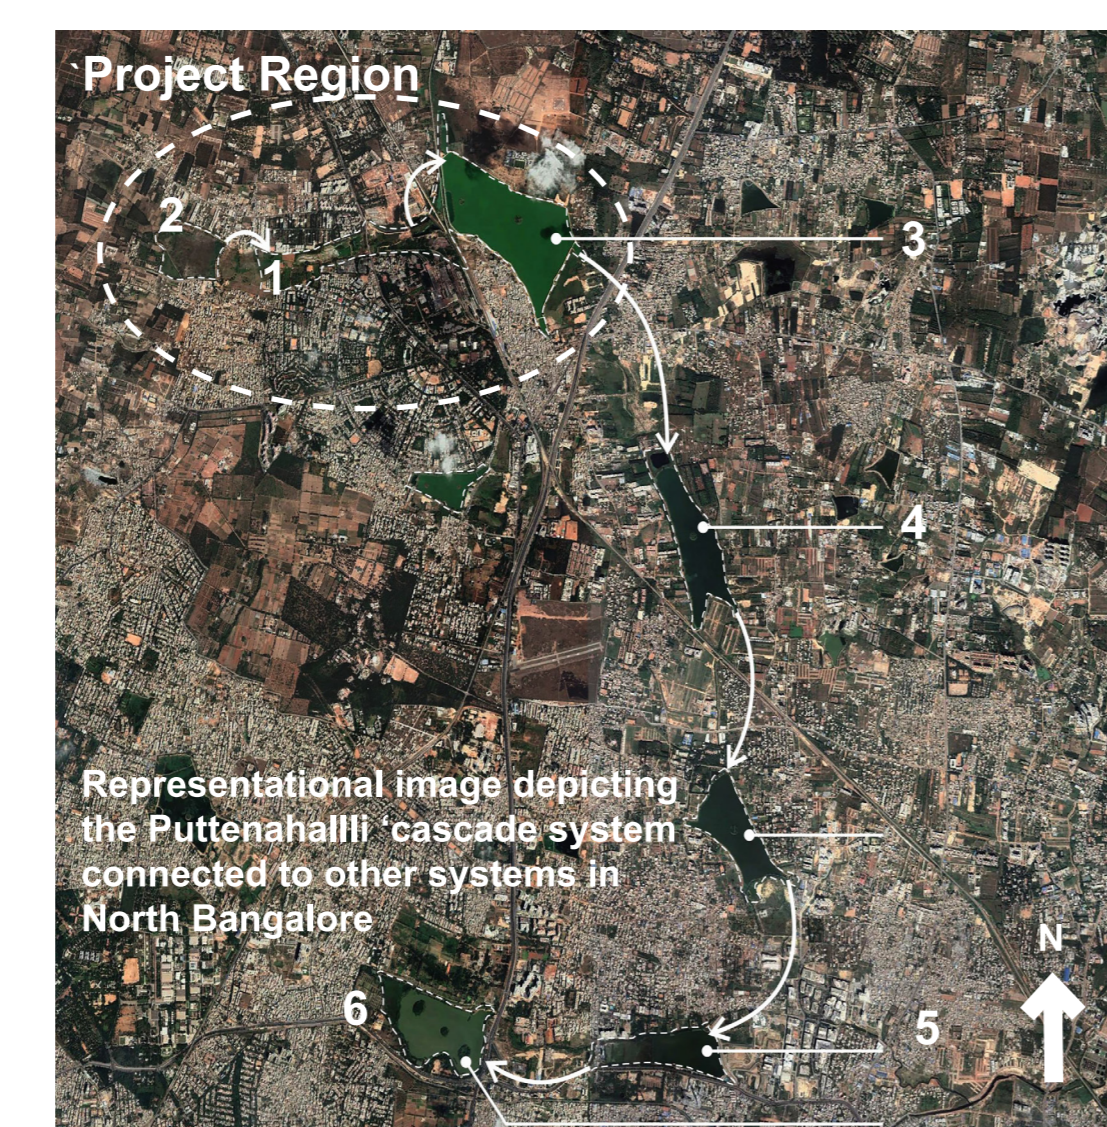 `Project Region
2
1
3
4
Representational image depicting
the Puttenahallli ‘cascade system
connected to other systems in
North Bangalore
N
6
5